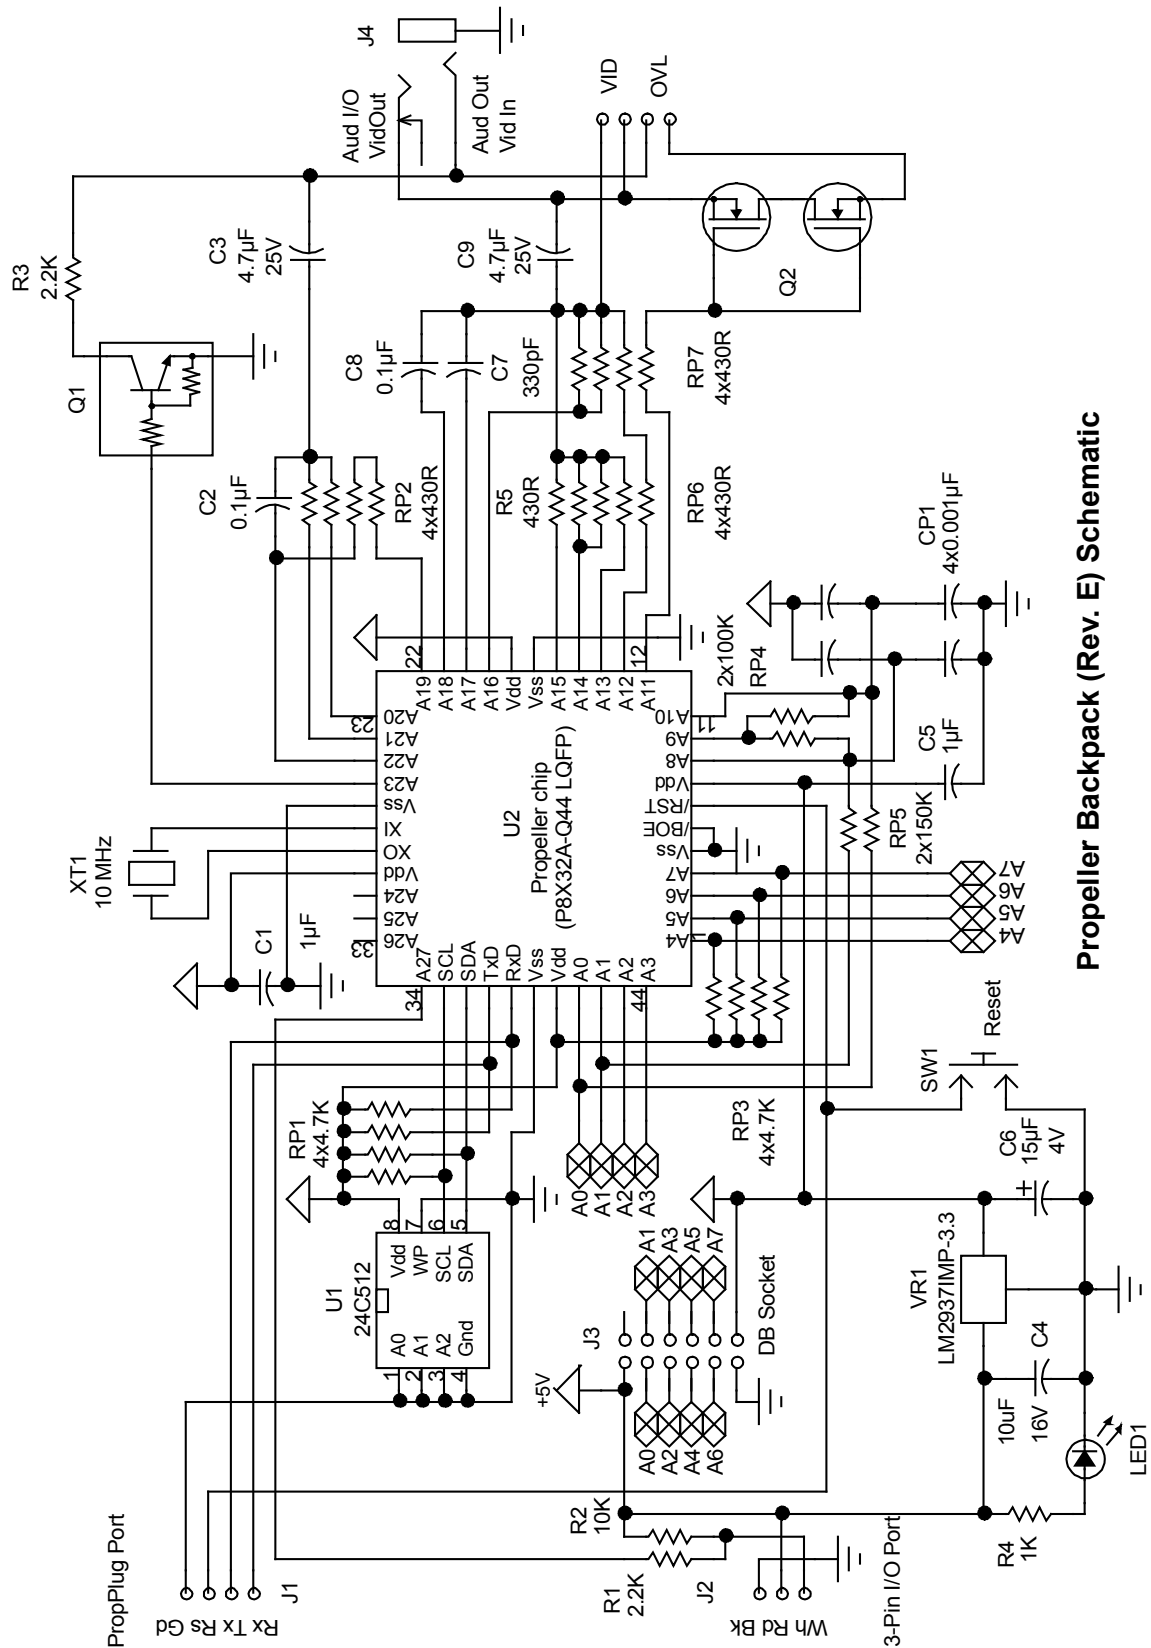 Propeller Backpack (Rev. E) Schematic
PropPlug Port
Rx Tx Rs Gd
J1
R1
2.2K
R2
10K
J2
Wh Rd Bk
3-Pin I/O Port
R4
1K
LED1
10uF
16V
C4
VR1
LM2937IMP-3.3
C6
15µF
4V
SW1
Reset
+5V
J3
DB Socket
A0
A2
A4
A6
A1
A3
A5
A7
U1
24C512
1 A0
2 A1
3 A2
4 Gnd
Vdd 8
WP 7
SCL 6
SDA 5
RP1
4x4.7K
A0
A1
A2
A3
RP3
4x4.7K
C1
1µF
XT1
10 MHz
U2
Propeller chip
(P8X32A-Q44 LQFP)
34 A27
SCL
SDA
TxD
RxD
Vss
Vdd
A0
A1
A2
44 A3
33 A26
A25
A24
Vdd
XO
XI
Vss
A23
A22
A21
23 A20
A19 22
A18
A17
A16
Vdd
Vss
A15
A14
A13
A12
A11 12
A4
A5
A6
A7
Vss
/BOE
/RST
Vdd
A8
A9
A10 11
A4
A5
A6
A7
RP5
2x150K
RP4
2x100K
C5
1µF
CP1
4x0.001µF
C2
0.1µF
RP2
4x430R
Q1
R3
2.2K
C3
4.7µF
25V
C8
0.1µF
C7
330pF
C9
4.7µF
25V
R5
430R
RP6
4x430R
RP7
4x430R
Q2
Aud I/O
VidOut
Aud Out
Vid In
J4
VID
OVL